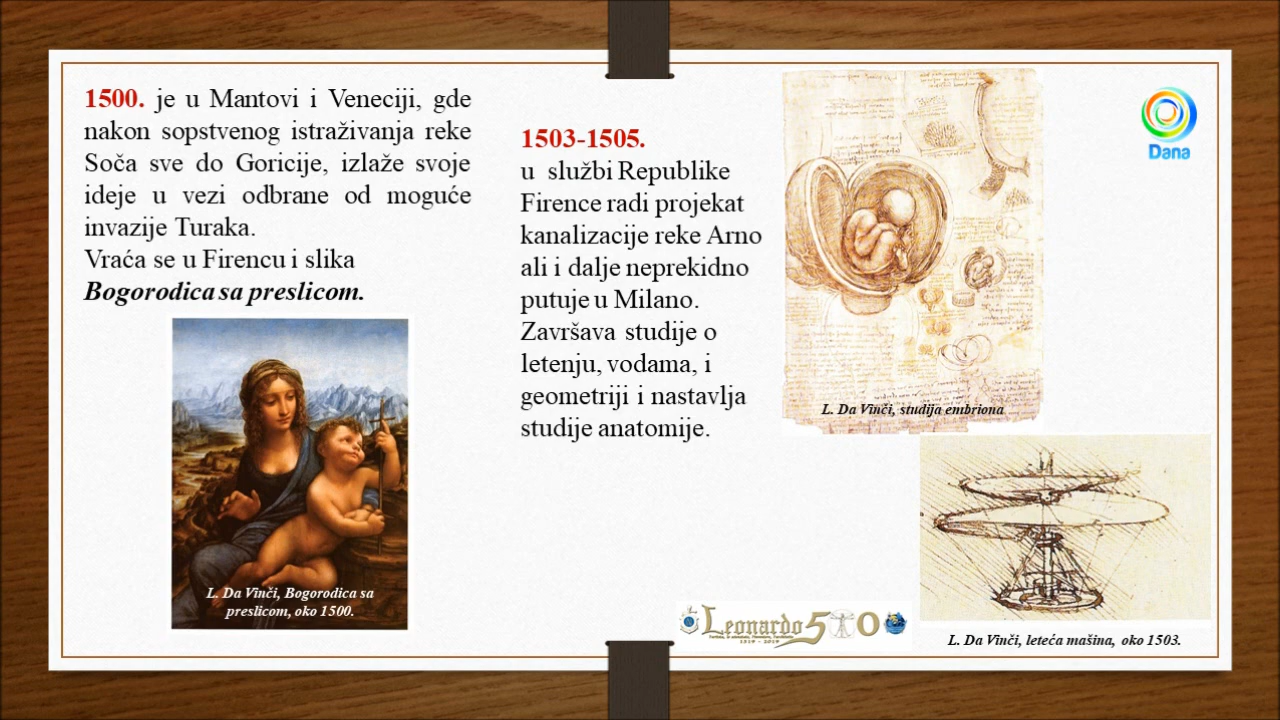 1500. je u Mantovi i Veneciji, gde
nakon sopstvenog istraživanja reke
Soča sve do Goricije, izlaže svoje
ideje u vezi odbrane od moguće
invazije Turaka.
Vraća se u Firencu i slika
Bogorodica sa preslicom.
L. Da Vinči, Bogorodica sa
preslicom, oko 1500.
1503-1505.
u službi Republike
Firence radi projekat
kanalizacije reke Arno
ali i dalje neprekidno
putuje u Milano.
Završava studije o
letenju, vodama, i
geometriji i nastavlja
studije anatomije.
L. Da Vinči, studija embriona
Dana
L. Da Vinči, leteća mašina, oko 1503.
Leonardo 500
1519 - 2019